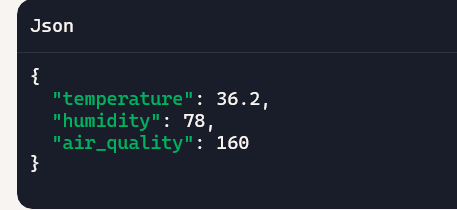 Json
{
  "temperature": 36.2,
  "humidity": 78,
  "air_quality": 160
}